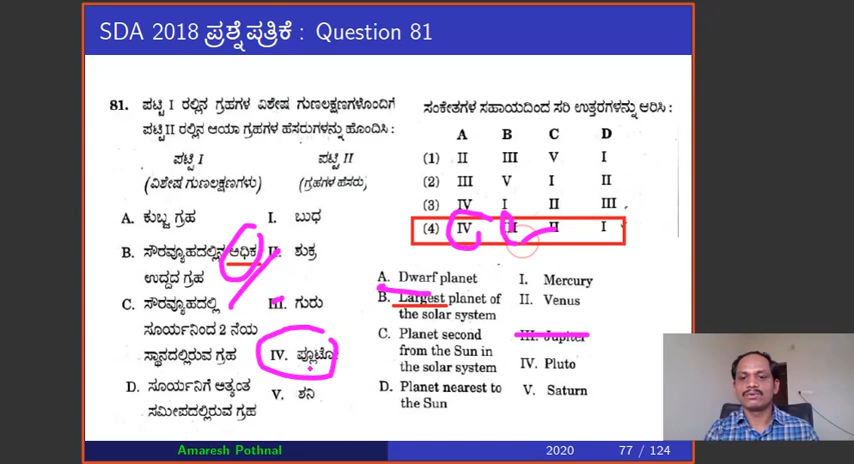 SDA 2018 ಪ್ರಶ್ನೆಪತ್ರಿಕೆ : Question 81
81. ಪಟ್ಟಿ I ರಲ್ಲಿನ ಗ್ರಹಗಳ ವಿಶೇಷ ಗುಣಲಕ್ಷಣಗಳೊಂದಿಗೆ
ಪಟ್ಟಿ II ರಲ್ಲಿನ ಆಯಾ ಗ್ರಹಗಳ ಹೆಸರುಗಳನ್ನು ಹೊಂದಿಸಿ :
ಪಟ್ಟಿ I ಪಟ್ಟಿ II
(ವಿಶೇಷ ಗುಣಲಕ್ಷಣಗಳು) (ಗ್ರಹಗಳ ಹೆಸರು)
A. ಕುಬ್ಜ ಗ್ರಹ I. ಬುಧ
B. ಸೌರವ್ಯೂಹದಲ್ಲಿನ ಅಧಿಕ II. ಶುಕ್ರ
ಉದ್ದದ ಗ್ರಹ
C. ಸೌರವ್ಯೂಹದಲ್ಲಿ III. ಗುರು
ಸೂರ್ಯನಿಂದ 2 ನೆಯ
ಸ್ಥಾನದಲ್ಲಿರುವ ಗ್ರಹ IV. ಪ್ಲೂಟೊ
D. ಸೂರ್ಯನಿಗೆ ಅತ್ಯಂತ V. ಶನಿ
ಸಮೀಪದಲ್ಲಿರುವ ಗ್ರಹ
ಸಂಕೇತಗಳ ಸಹಾಯದಿಂದ ಸರಿ ಉತ್ತರಗಳನ್ನು ಆರಿಸಿ :
A B C D
(1) II III V I
(2) III V I II
(3) IV I II III
(4) IV III II I
A. Dwarf planet I. Mercury
B. Largest planet of II. Venus
the solar system
C. Planet second III. Jupiter
from the Sun in
the solar system IV. Pluto
D. Planet nearest to V. Saturn
the Sun
Amaresh Pothnal 2020 77 / 124